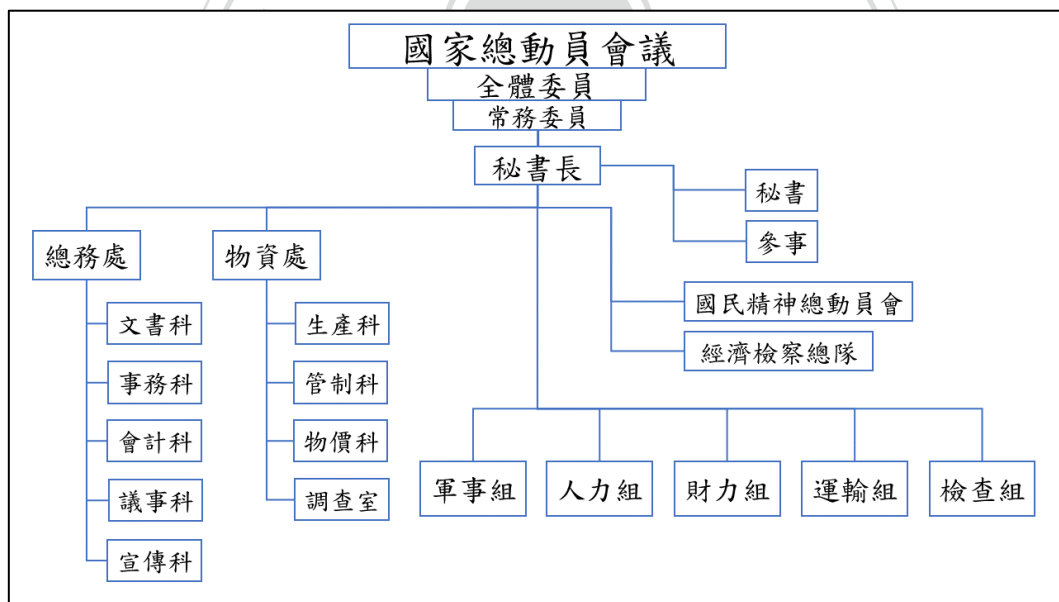 國家總動員會議
全體委員
常務委員
秘書長
秘書
參事
總務處
物資處
國民精神總動員會
經濟檢察總隊
文書科
事務科
會計科
議事科
宣傳科
生產科
管制科
物價科
調查室
軍事組
人力組
財力組
運輸組
檢查組